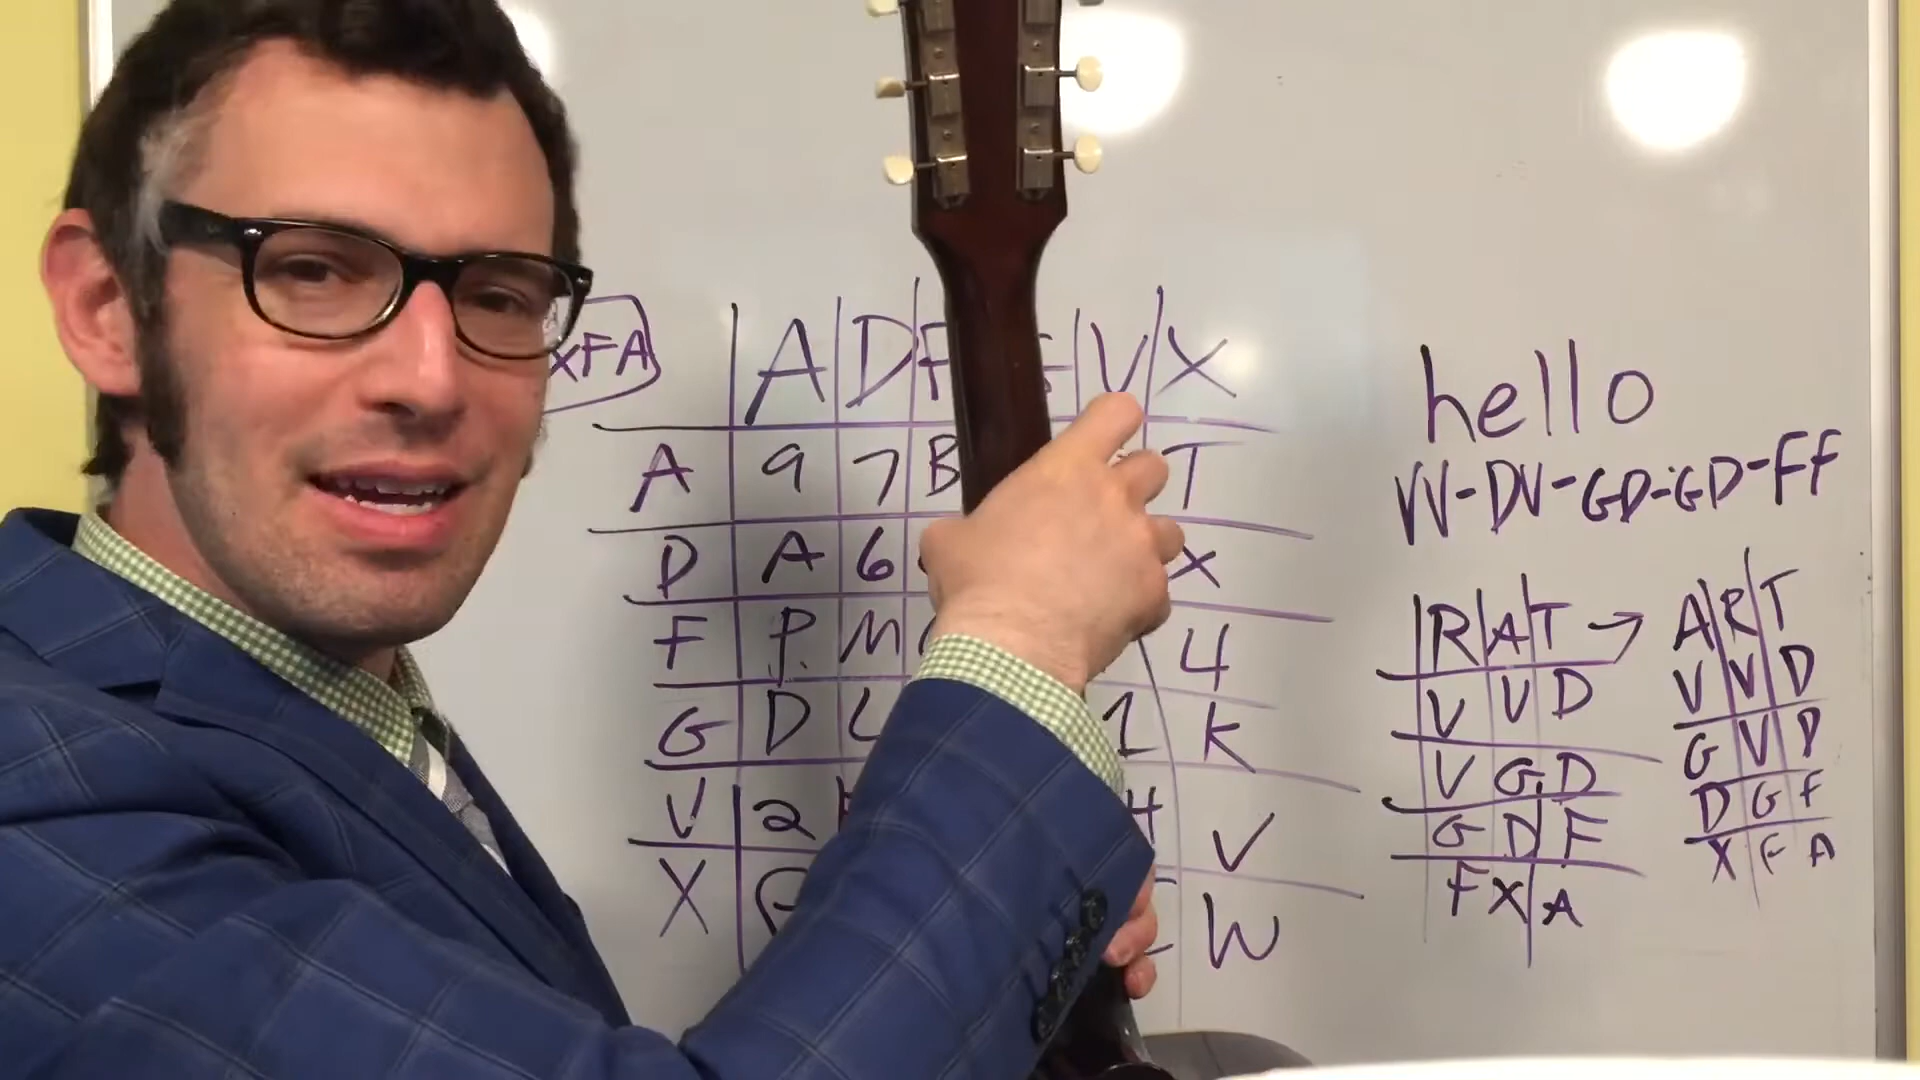 XFA
A D F V X
A 9 7 B T
D A 6 X
F P M 4
G D L 1 K
V 2 H V
X W
hello
VV-DV-GD-GD-FF
R A T → A R T
V V D
V G D
G D F
F X A
V V D
G V D
D G F
X F A